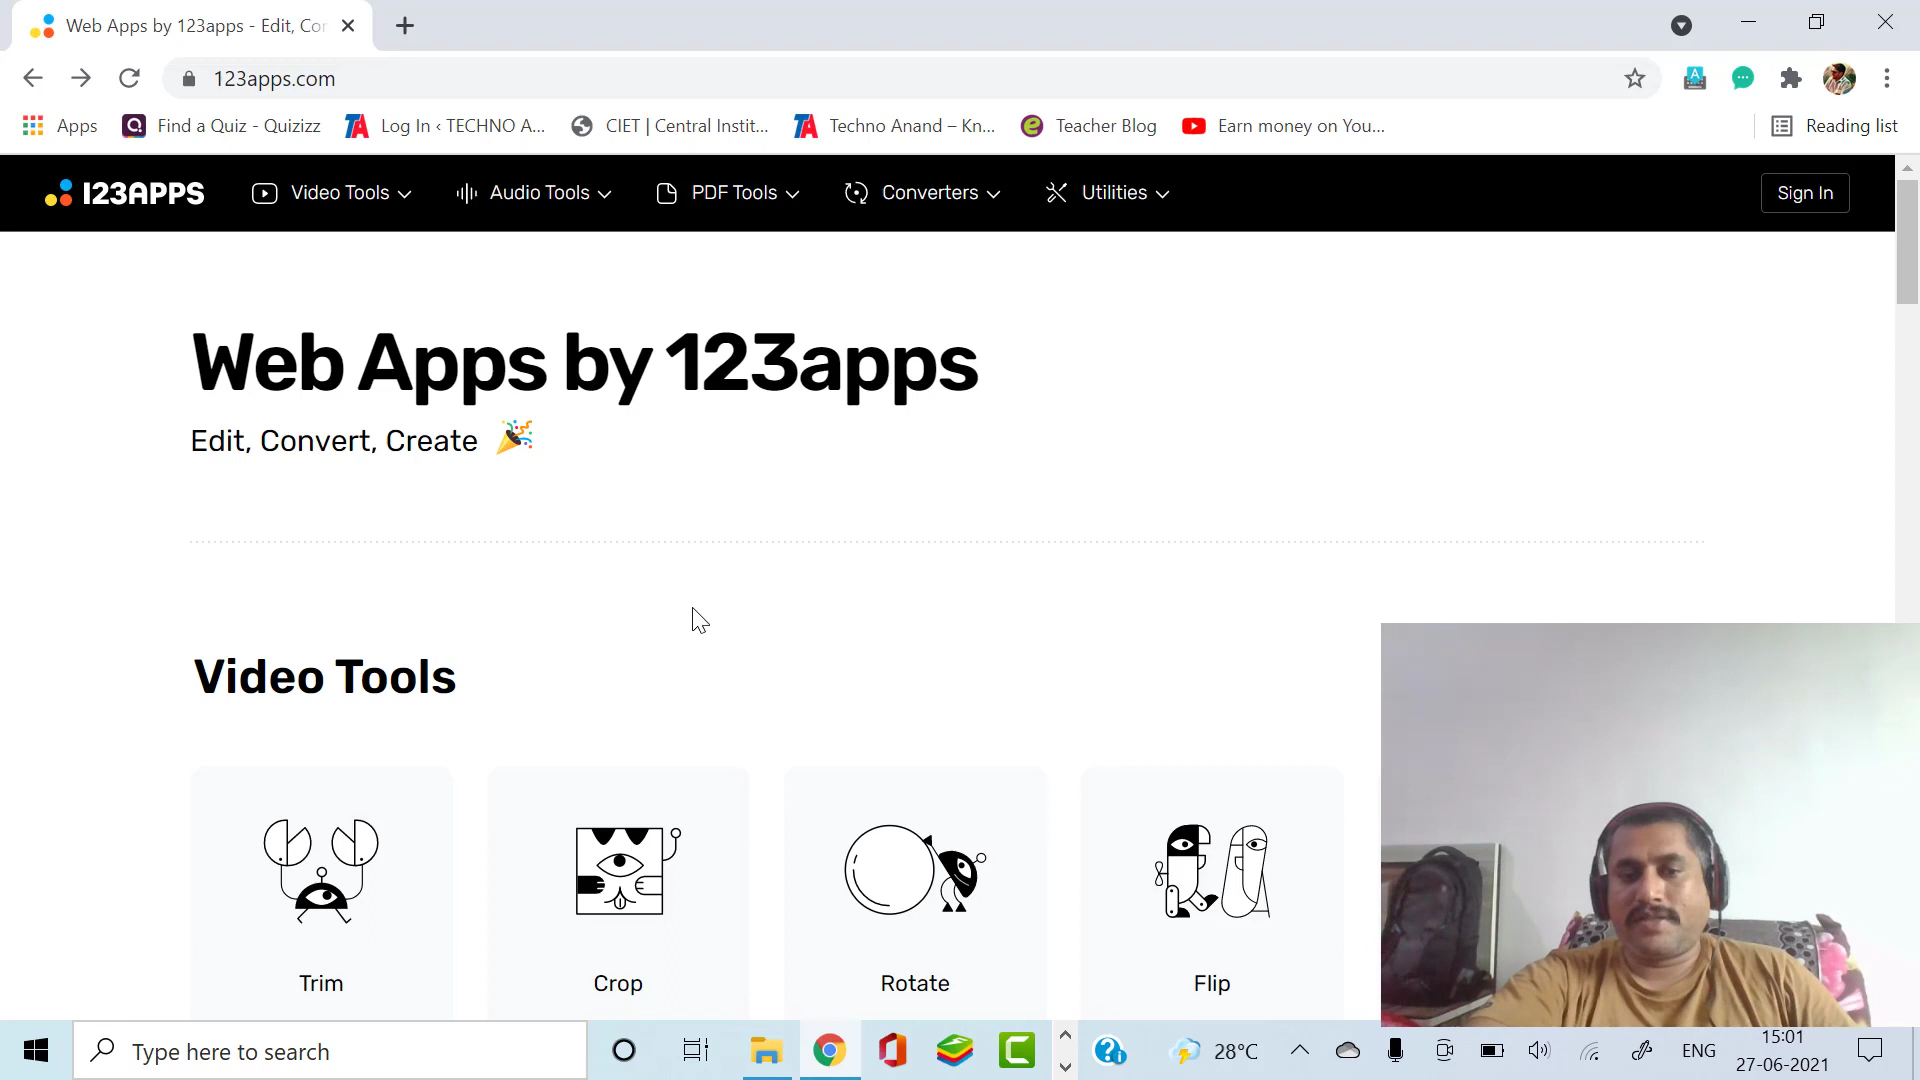 Web Apps by 123apps - Edit, Cor
123apps.com
Apps
Find a Quiz - Quizizz
Log In ‹ TECHNO A...
CIET | Central Instit...
Techno Anand – Kn...
Teacher Blog
Earn money on You...
Reading list
123APPS
Video Tools
Audio Tools
PDF Tools
Converters
Utilities
Sign In
Web Apps by 123apps
Edit, Convert, Create
Video Tools
Trim
Crop
Rotate
Flip
Type here to search
28°C
ENG
15:01
27-06-2021